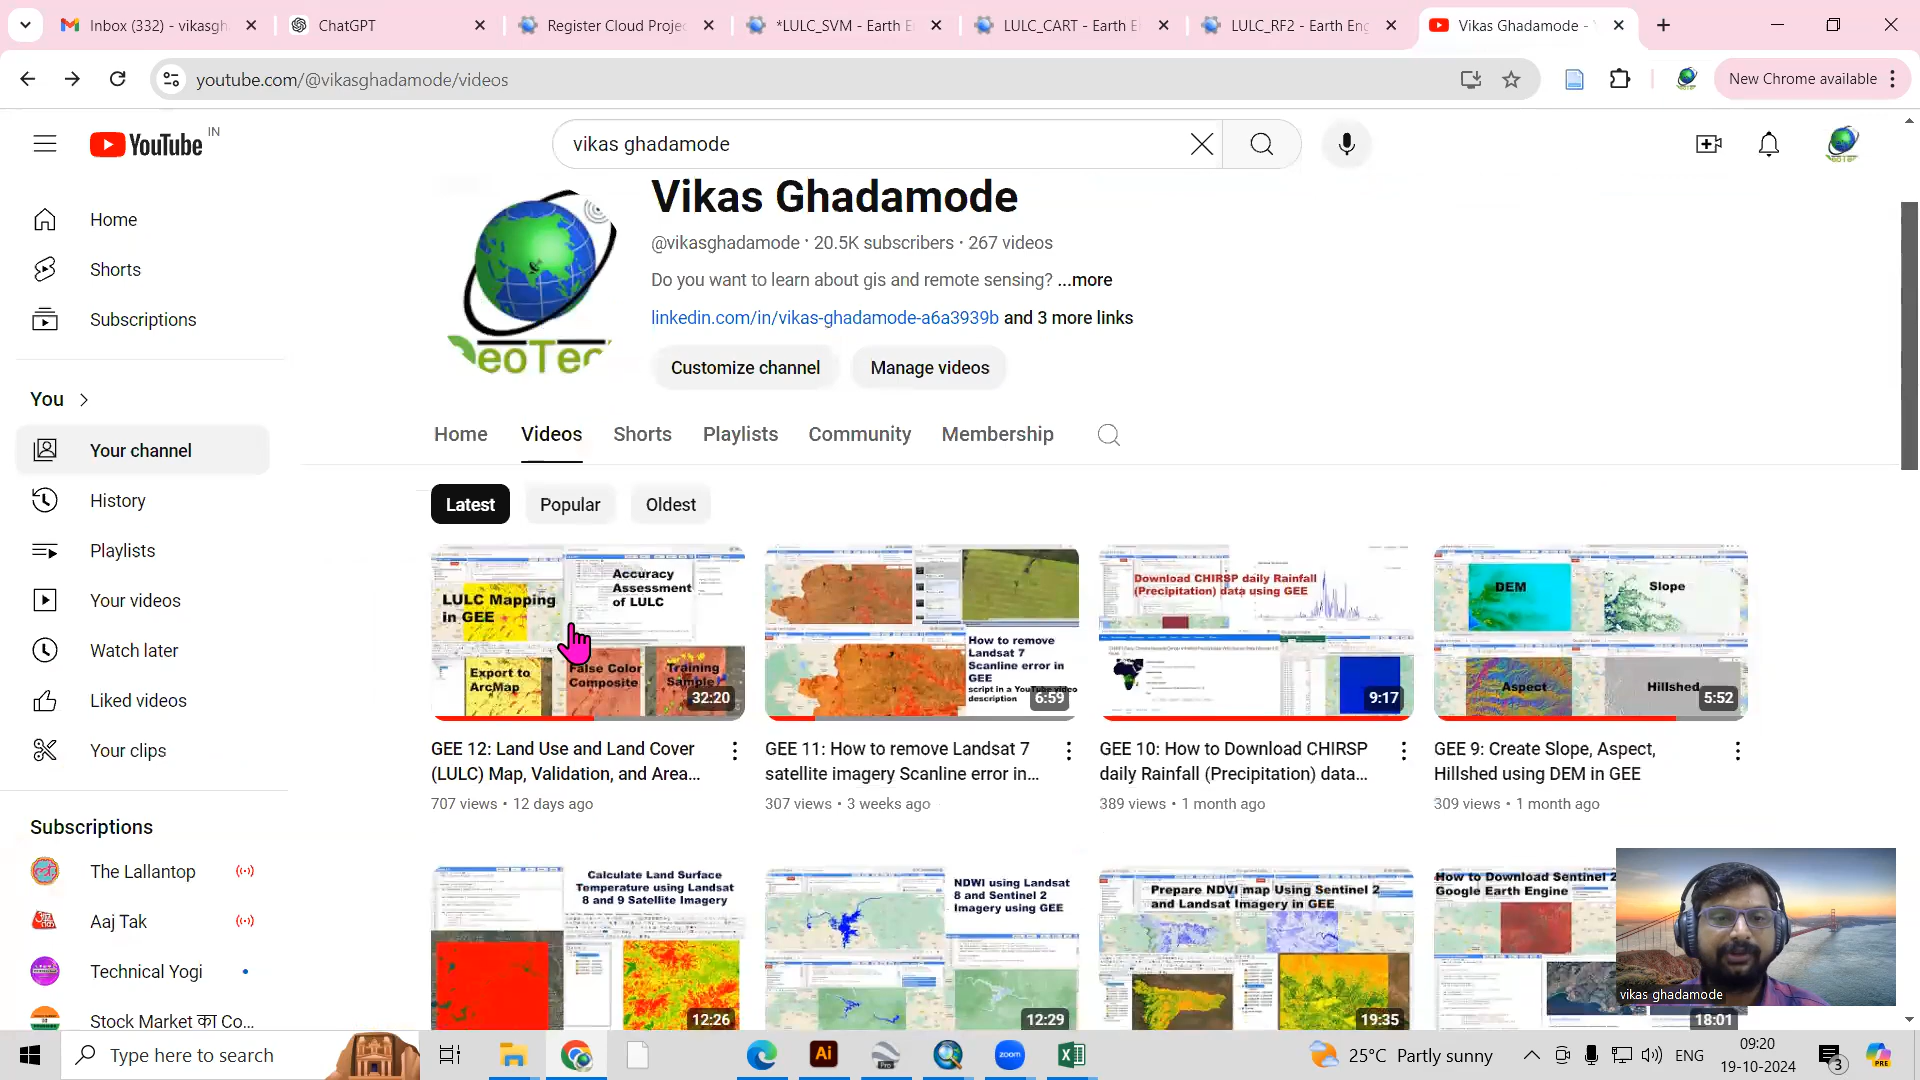 Inbox (332) - vikasgh
ChatGPT
Register Cloud Projec
*LULC_SVM - Earth E
LULC_CART - Earth E
LULC_RF2 - Earth Eng
Vikas Ghadamode -
youtube.com/@vikasghadamode/videos
New Chrome available
YouTube IN
vikas ghadamode
Home
Shorts
Subscriptions
You
Your channel
History
Playlists
Your videos
Watch later
Liked videos
Your clips
Subscriptions
The Lallantop
Aaj Tak
Technical Yogi
Stock Market का Co...
Vikas Ghadamode
@vikasghadamode · 20.5K subscribers · 267 videos
Do you want to learn about gis and remote sensing? ...more
linkedin.com/in/vikas-ghadamode-a6a3939b and 3 more links
Customize channel
Manage videos
Home
Videos
Shorts
Playlists
Community
Membership
Latest
Popular
Oldest
LULC Mapping
in GEE
Accuracy
Assessment
of LULC
Export to
ArcMap
False Color
Composite
Training
Sample
32:20
GEE 12: Land Use and Land Cover
(LULC) Map, Validation, and Area...
707 views • 12 days ago
How to remove
Landsat 7
Scanline error in
GEE
script in a YouTube video
description
6:59
GEE 11: How to remove Landsat 7
satellite imagery Scanline error in...
307 views • 3 weeks ago
Download CHIRSP daily Rainfall
(Precipitation) data using GEE
9:17
GEE 10: How to Download CHIRSP
daily Rainfall (Precipitation) data...
389 views • 1 month ago
DEM
Slope
Aspect
Hillshed
5:52
GEE 9: Create Slope, Aspect,
Hillshed using DEM in GEE
309 views • 1 month ago
Calculate Land Surface
Temperature using Landsat
8 and 9 Satellite Imagery
12:26
NDWI using Landsat
8 and Sentinel 2
Imagery using GEE
12:29
Prepare NDVI map Using Sentinel 2
and Landsat Imagery in GEE
19:35
How to Download Sentinel 2
Google Earth Engine
18:01
vikas ghadamode
Type here to search
Ai
Pro
zoom
25°C Partly sunny
ENG
09:20
19-10-2024
3
PRE